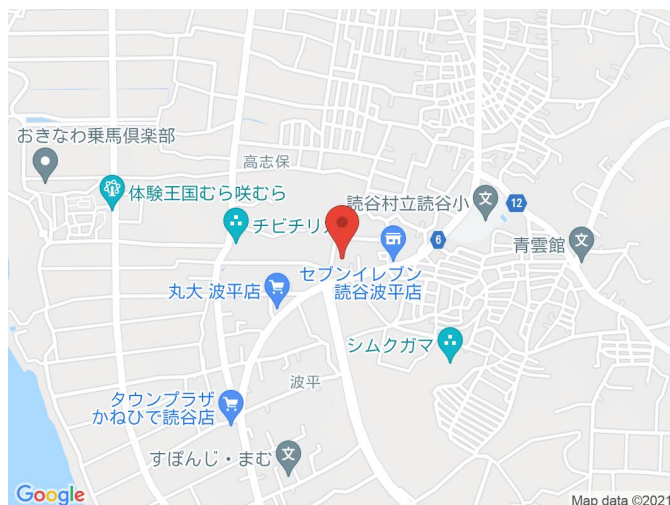 おきなわ乗馬倶楽部
高志保
体験王国むら咲むら
読谷村立読谷小
12
チビチリ
6
青雲館
セブンイレブン
読谷波平店
丸大 波平店
シムクガマ
波平
タウンプラザ
かねひで読谷店
すぽんじ・まむ
Google
Map data ©2021